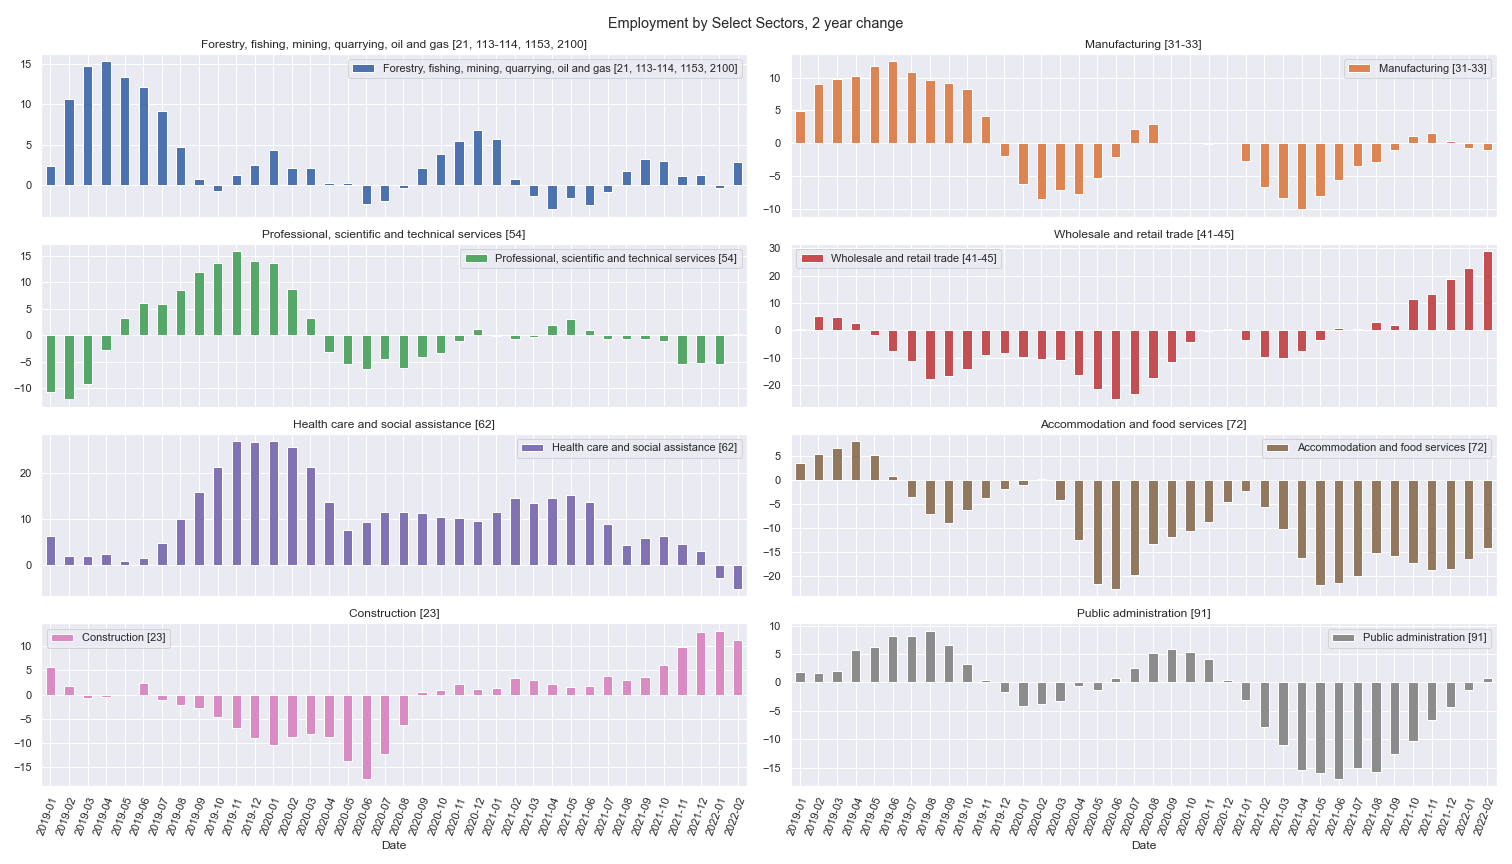 Employment by Select Sectors, 2 year change
Forestry, fishing, mining, quarrying, oil and gas [21, 113-114, 1153, 2100]
Forestry, fishing, mining, quarrying, oil and gas [21, 113-114, 1153, 2100]
15
10
5
0
Manufacturing [31-33]
Manufacturing [31-33]
10
5
0
−5
−10
Professional, scientific and technical services [54]
Professional, scientific and technical services [54]
15
10
5
0
−5
−10
Wholesale and retail trade [41-45]
Wholesale and retail trade [41-45]
30
20
10
0
−10
−20
Health care and social assistance [62]
Health care and social assistance [62]
20
10
0
Accommodation and food services [72]
Accommodation and food services [72]
5
0
−5
−10
−15
−20
Construction [23]
Construction [23]
10
5
0
−5
−10
−15
2019-01 2019-02 2019-03 2019-04 2019-05 2019-06 2019-07 2019-08 2019-09 2019-10 2019-11 2019-12 2020-01 2020-02 2020-03 2020-04 2020-05 2020-06 2020-07 2020-08 2020-09 2020-10 2020-11 2020-12 2021-01 2021-02 2021-03 2021-04 2021-05 2021-06 2021-07 2021-08 2021-09 2021-10 2021-11 2021-12 2022-01 2022-02
Date
Public administration [91]
Public administration [91]
10
5
0
−5
−10
−15
2019-01 2019-02 2019-03 2019-04 2019-05 2019-06 2019-07 2019-08 2019-09 2019-10 2019-11 2019-12 2020-01 2020-02 2020-03 2020-04 2020-05 2020-06 2020-07 2020-08 2020-09 2020-10 2020-11 2020-12 2021-01 2021-02 2021-03 2021-04 2021-05 2021-06 2021-07 2021-08 2021-09 2021-10 2021-11 2021-12 2022-01 2022-02
Date